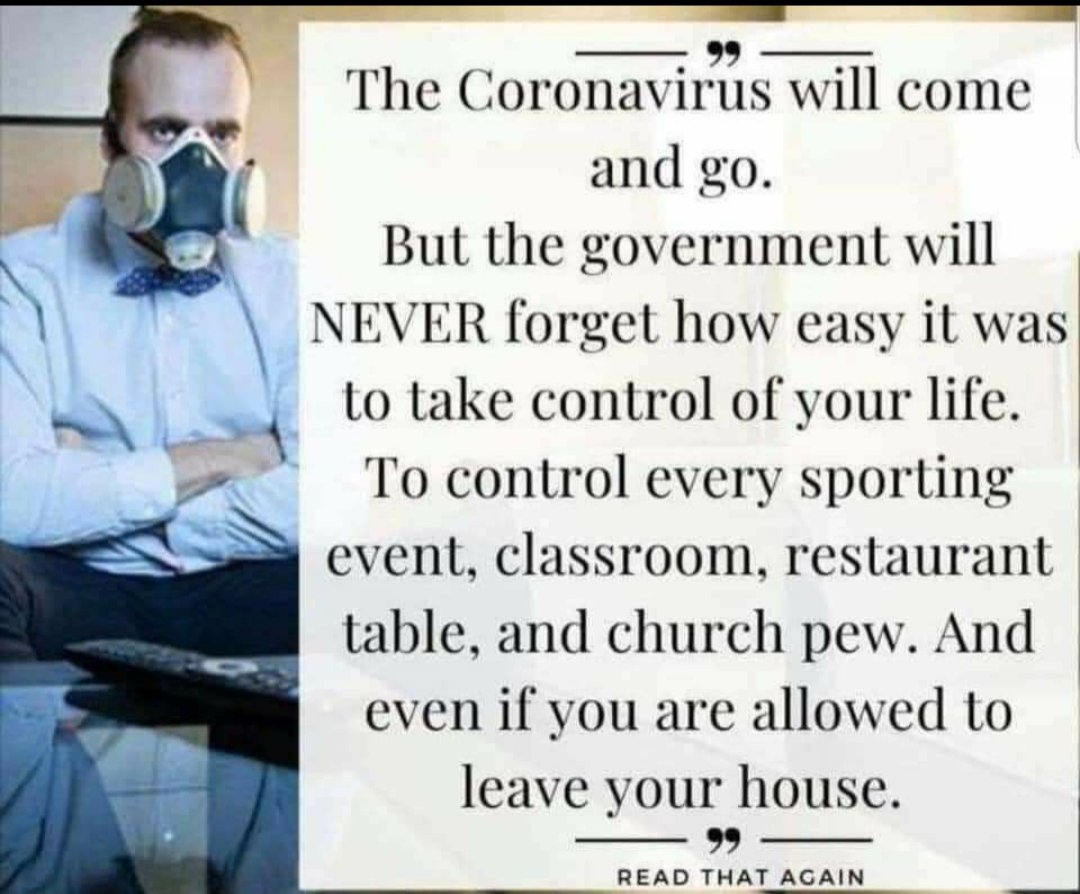 ”
The Coronavirus will come
and go.
But the government will
NEVER forget how easy it was
to take control of your life.
To control every sporting
event, classroom, restaurant
table, and church pew. And
even if you are allowed to
leave your house.
”
READ THAT AGAIN